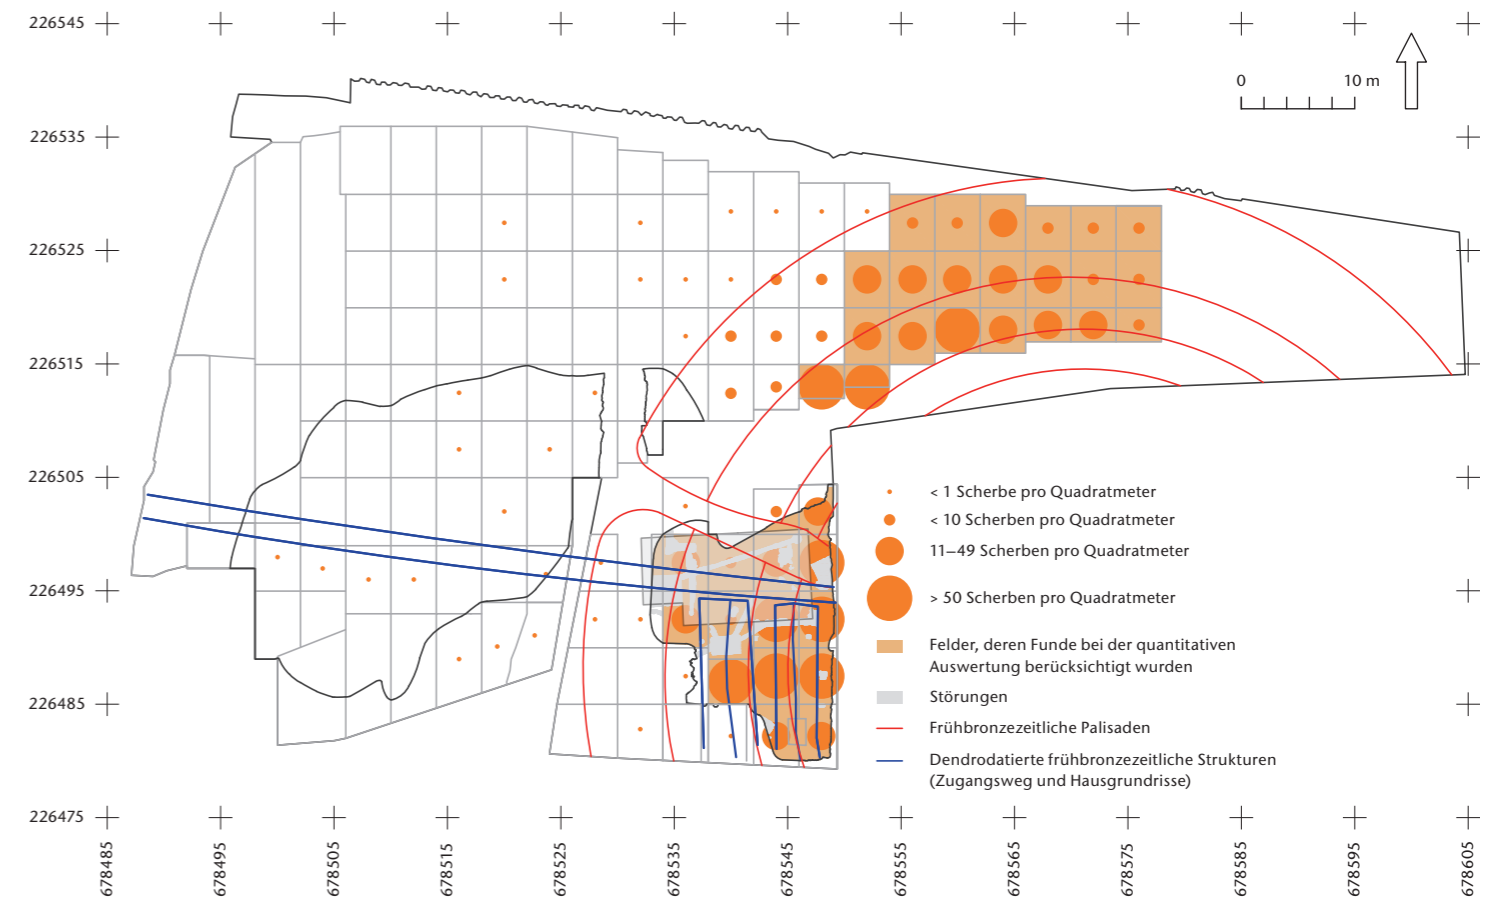 226545
0 10 m
226535
226525
226515
226505
226495
226485
226475
< 1 Scherbe pro Quadratmeter
< 10 Scherben pro Quadratmeter
11–49 Scherben pro Quadratmeter
> 50 Scherben pro Quadratmeter
Felder, deren Funde bei der quantitativen
Auswertung berücksichtigt wurden
Störungen
Frühbronzezeitliche Palisaden
Dendrodatierte frühbronzezeitliche Strukturen
(Zugangsweg und Hausgrundrisse)
678485
678495
678505
678515
678525
678535
678545
678555
678565
678575
678585
678595
678605